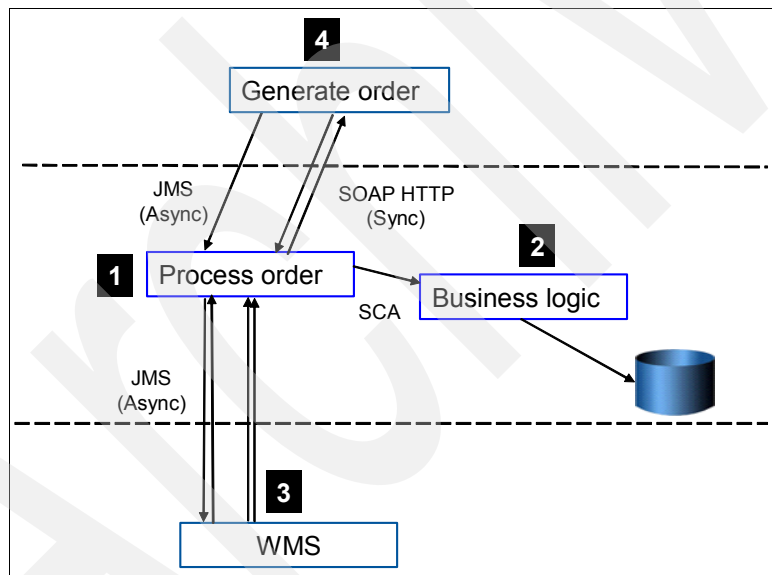 4
Generate order
JMS
(Async)
SOAP HTTP
(Sync)
2
1
Process order
Business logic
SCA
JMS
(Async)
3
WMS